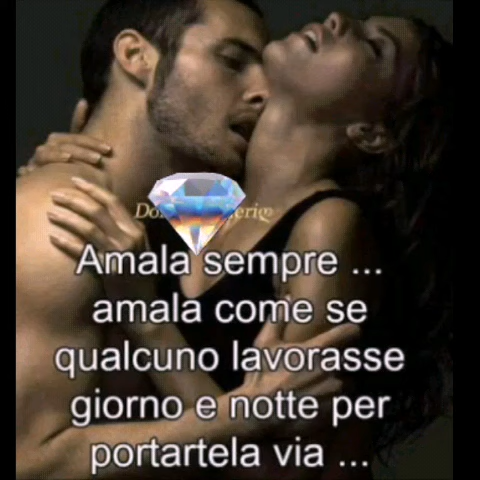 Amala sempre ...
amala come se
qualcuno lavorasse
giorno e notte per
portartela via ...